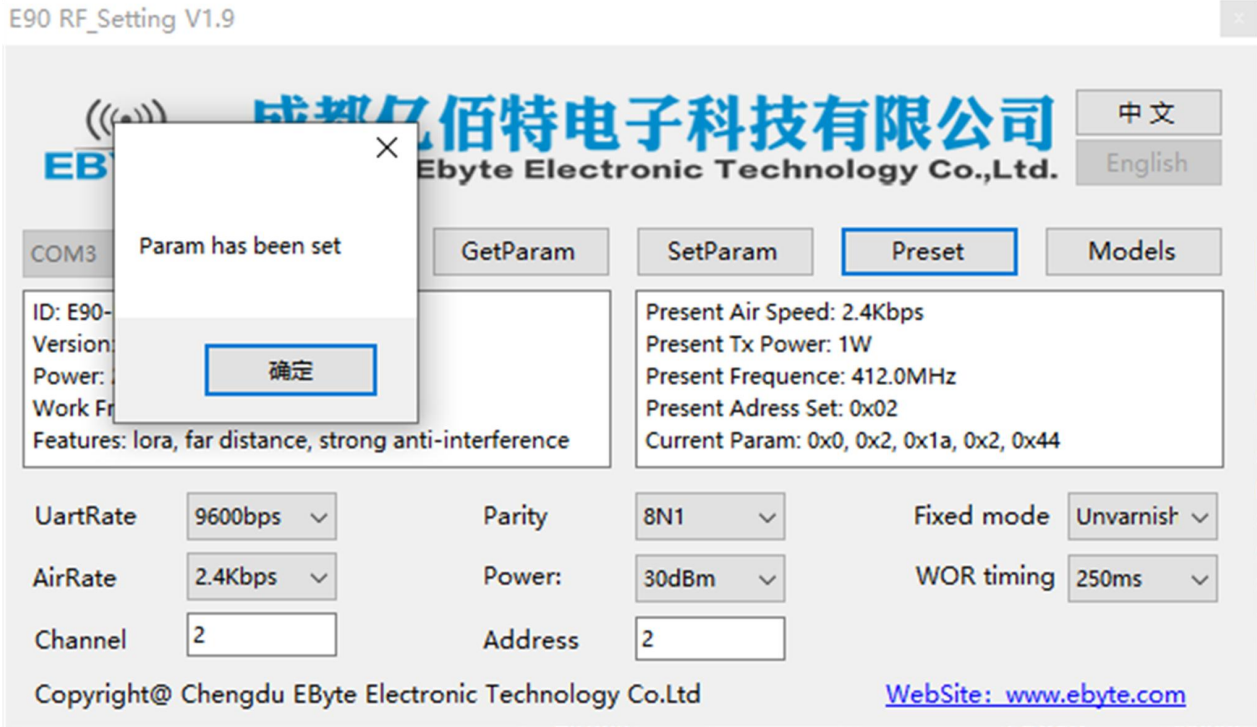 E90 RF_Setting V1.9
成都亿佰特电子科技有限公司
Ebyte Electronic Technology Co.,Ltd.
EB
中文
English
Param has been set
确定
COM3
GetParam
SetParam
Preset
Models
ID: E90-
Version:
Power:
Work Fr
Features: lora, far distance, strong anti-interference
Present Air Speed: 2.4Kbps
Present Tx Power: 1W
Present Frequence: 412.0MHz
Present Adress Set: 0x02
Current Param: 0x0, 0x2, 0x1a, 0x2, 0x44
UartRate 9600bps Parity 8N1 Fixed mode Unvarnish
AirRate 2.4Kbps Power: 30dBm WOR timing 250ms
Channel 2 Address 2
Copyright@ Chengdu EByte Electronic Technology Co.Ltd WebSite: www.ebyte.com